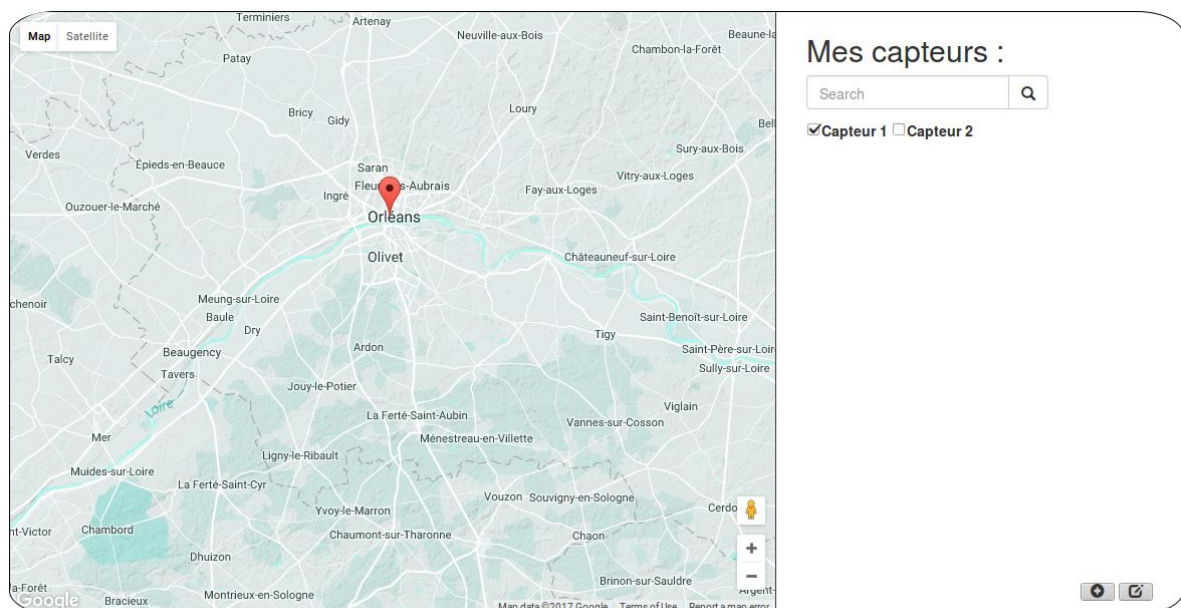 Map Satellite
Terminiers
Artenay
Neuville-aux-Bois
Chambon-la-Forêt
Patay
Bricy
Gidy
Loury
Verdes
Épieds-en-Beauce
Saran
Sury-aux-Bois
Vitry-aux-Loges
Ingré
Fay-aux-Loges
Ouzouer-le-Marché
Orléans
Olivet
Châteauneuf-sur-Loire
Meung-sur-Loire
Baule
Dry
Saint-Benoît-sur-Loire
Tigy
Talcy
Beaugency
Ardon
Tavers
Sully-sur-Loire
Jouy-le-Potier
Loire
La Ferté-Saint-Aubin
Viglain
Vannes-sur-Cosson
Mer
Ménestreau-en-Villette
Ligny-le-Ribault
Muides-sur-Loire
La Ferté-Saint-Cyr
Vouzon
Souvigny-en-Sologne
Yvoy-le-Marron
Chambord
Chaumont-sur-Tharonne
Chaon
Dhuizon
Brinon-sur-Sauldre
Montrieux-en-Sologne
Bracieux
Google
Map data ©2017 Google Terms of Use Report a map error
Mes capteurs :
Search
Capteur 1 Capteur 2